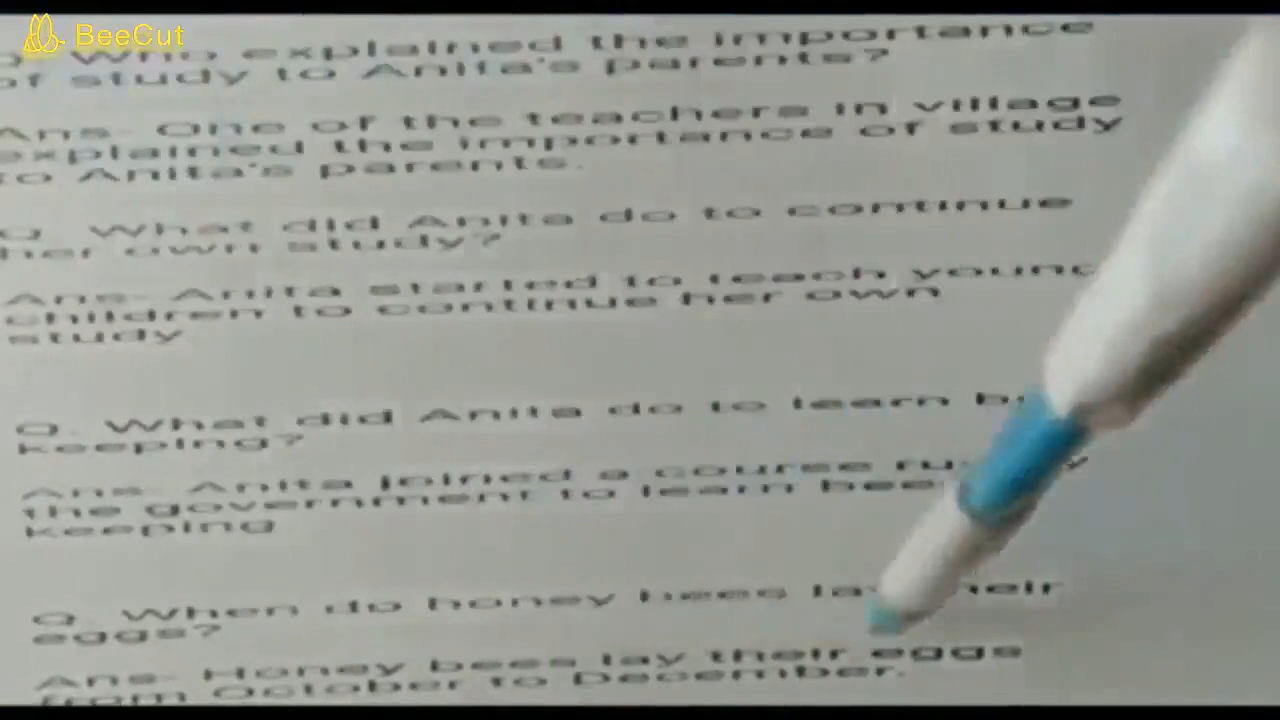 BeeCut
Who explained the importance
of study to Anita's parents?
Ans- One of the teachers in village
explained the importance of study
to Anita's parents.
Q. What did Anita do to continue
her own study?
Ans- Anita started to teach young
children to continue her own
study
Q. What did Anita do to learn
keeping?
Ans- Anita joined a course
the government to learn bee
keeping
Q. When do honey bees lay their
eggs?
Ans- Honey bees lay their eggs
from October to December.